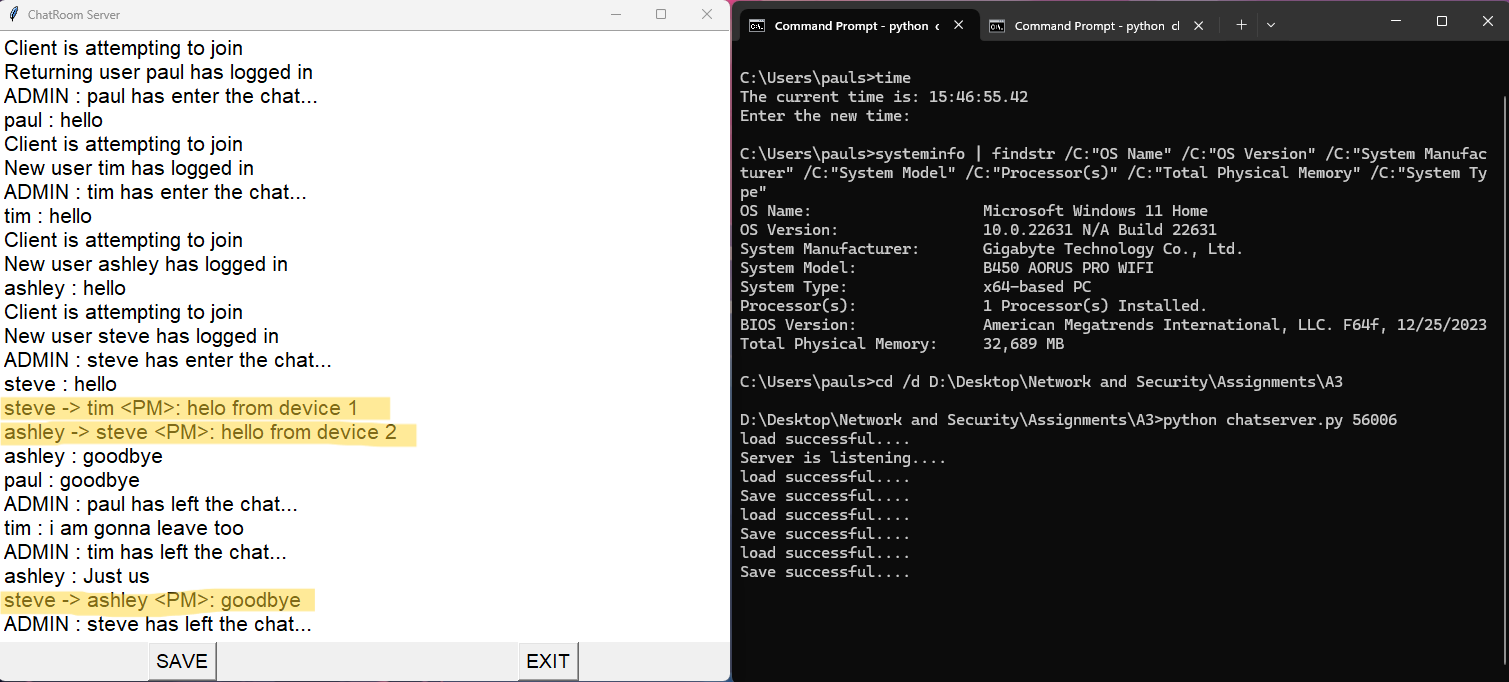 ChatRoom Server
Client is attempting to join
Returning user paul has logged in
ADMIN : paul has enter the chat...
paul : hello
Client is attempting to join
New user tim has logged in
ADMIN : tim has enter the chat...
tim : hello
Client is attempting to join
New user ashley has logged in
ashley : hello
Client is attempting to join
New user steve has logged in
ADMIN : steve has enter the chat...
steve : hello
steve -> tim <PM>: helo from device 1
ashley -> steve <PM>: hello from device 2
ashley : goodbye
paul : goodbye
ADMIN : paul has left the chat...
tim : i am gonna leave too
ADMIN : tim has left the chat...
ashley : Just us
steve -> ashley <PM>: goodbye
ADMIN : steve has left the chat...
SAVE EXIT
Command Prompt - python c Command Prompt - python cl
C:\Users\pauls>time
The current time is: 15:46:55.42
Enter the new time:
C:\Users\pauls>systeminfo | findstr /C:"OS Name" /C:"OS Version" /C:"System Manufac
turer" /C:"System Model" /C:"Processor(s)" /C:"Total Physical Memory" /C:"System Ty
pe"
OS Name: Microsoft Windows 11 Home
OS Version: 10.0.22631 N/A Build 22631
System Manufacturer: Gigabyte Technology Co., Ltd.
System Model: B450 AORUS PRO WIFI
System Type: x64-based PC
Processor(s): 1 Processor(s) Installed.
BIOS Version: American Megatrends International, LLC. F64f, 12/25/2023
Total Physical Memory: 32,689 MB
C:\Users\pauls>cd /d D:\Desktop\Network and Security\Assignments\A3
D:\Desktop\Network and Security\Assignments\A3>python chatserver.py 56006
load successful....
Server is listening....
load successful....
Save successful....
load successful....
Save successful....
load successful....
Save successful....